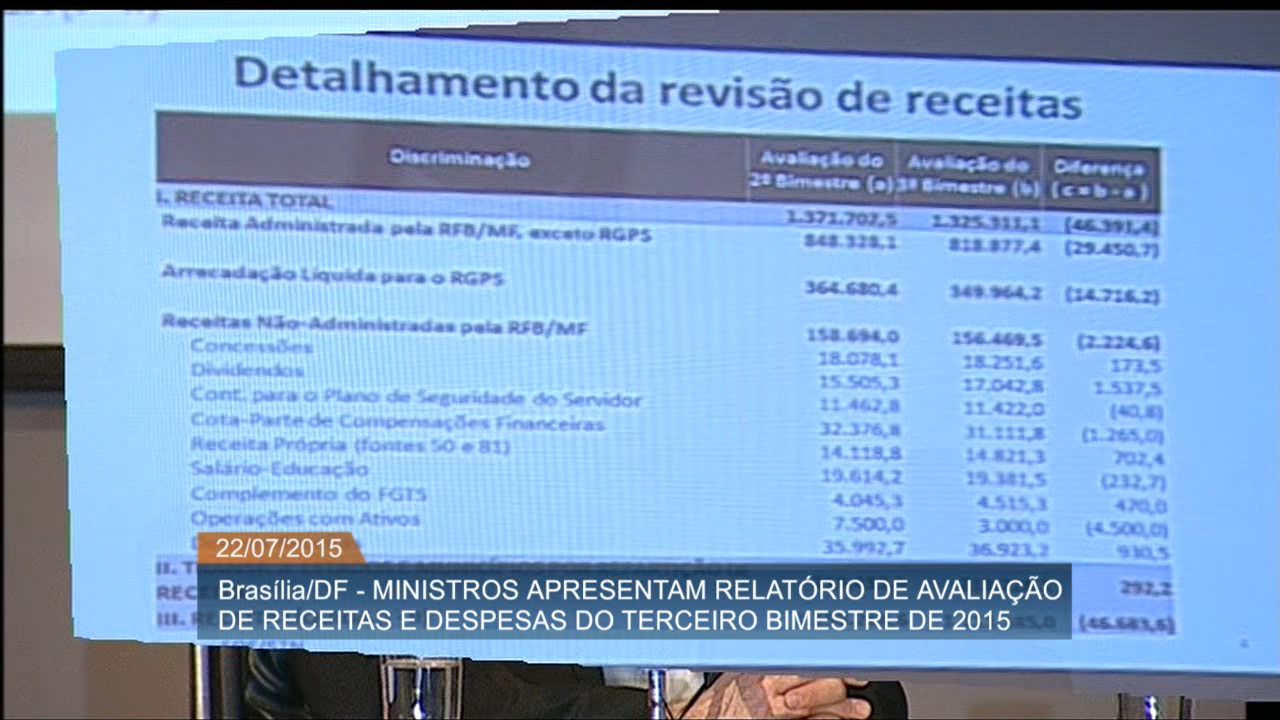 Detalhamento da revisão de receitas
Discriminação Avaliação do 2º Bimestre (a) Avaliação do 3º Bimestre (b) Diferença ( c = b - a )
I. RECEITA TOTAL 1.371.702,5 1.325.311,1 (46.391,4)
Receita Administrada pela RFB/MF, exceto RGPS 848.328,1 818.877,4 (29.450,7)
Arrecadação Líquida para o RGPS 364.680,4 349.964,2 (14.716,2)
Receitas Não-Administradas pela RFB/MF 158.694,0 156.469,5 (2.224,6)
Concessões 18.078,1 18.251,6 173,5
Dividendos 15.505,3 17.042,8 1.537,5
Cont. para o Plano de Seguridade do Servidor 11.462,8 11.422,0 (40,8)
Cota-Parte de Compensações Financeiras 32.376,8 31.111,8 (1.265,0)
Receita Própria (fontes 50 e 81) 14.118,8 14.821,3 702,4
Salário-Educação 19.614,2 19.381,5 (232,7)
Complemento do FGTS 4.045,3 4.515,3 470,0
Operações com Ativos 7.500,0 3.000,0 (4.500,0)
35.992,7 36.923,2 930,5
II. 292,2
III. (46.683,6)
22/07/2015
Brasília/DF - MINISTROS APRESENTAM RELATÓRIO DE AVALIAÇÃO
DE RECEITAS E DESPESAS DO TERCEIRO BIMESTRE DE 2015